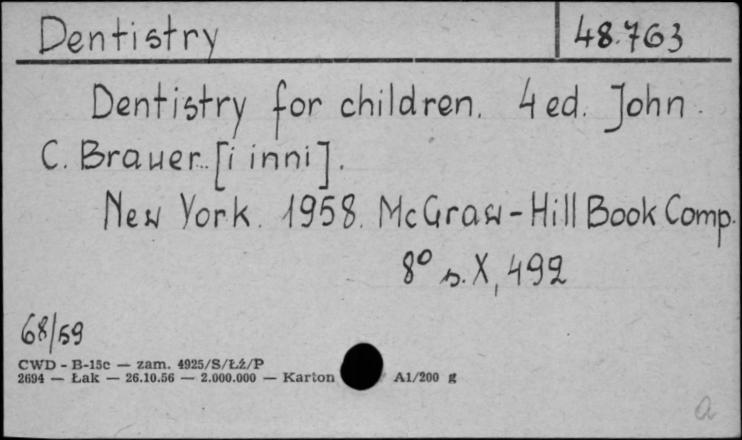 Dentistry 48.763
Dentistry for children. 4 ed. John
C. Brauer [i inni].
New York. 1958. McGraw-Hill Book Comp.
8° s. X, 492
68/59
CWD - B-15c — zam. 4925/S/Łż/P
2694 — Łak — 26.10.56 — 2.000.000 — Karton A1/200 g
a